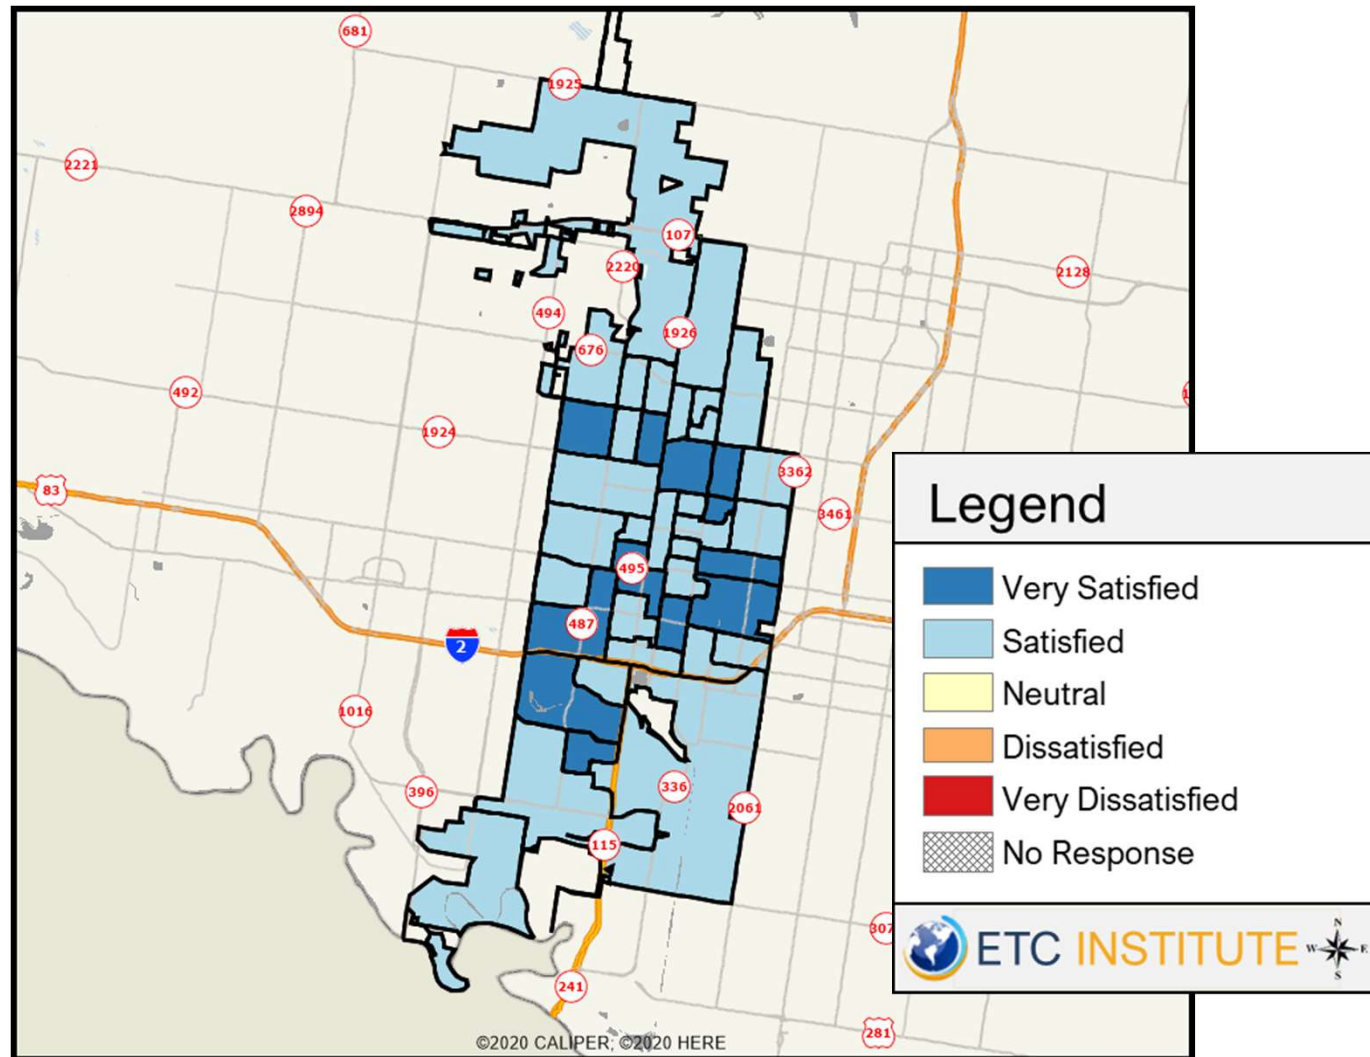 681
1925
2221
2894
107
2220
2128
494
1926
676
492
1924
3362
83
3461
495
487
2
1016
336
396
2061
115
307
241
281
©2020 CALIPER; ©2020 HERE
Legend
Very Satisfied
Satisfied
Neutral
Dissatisfied
Very Dissatisfied
No Response
ETC INSTITUTE
N
W E
S